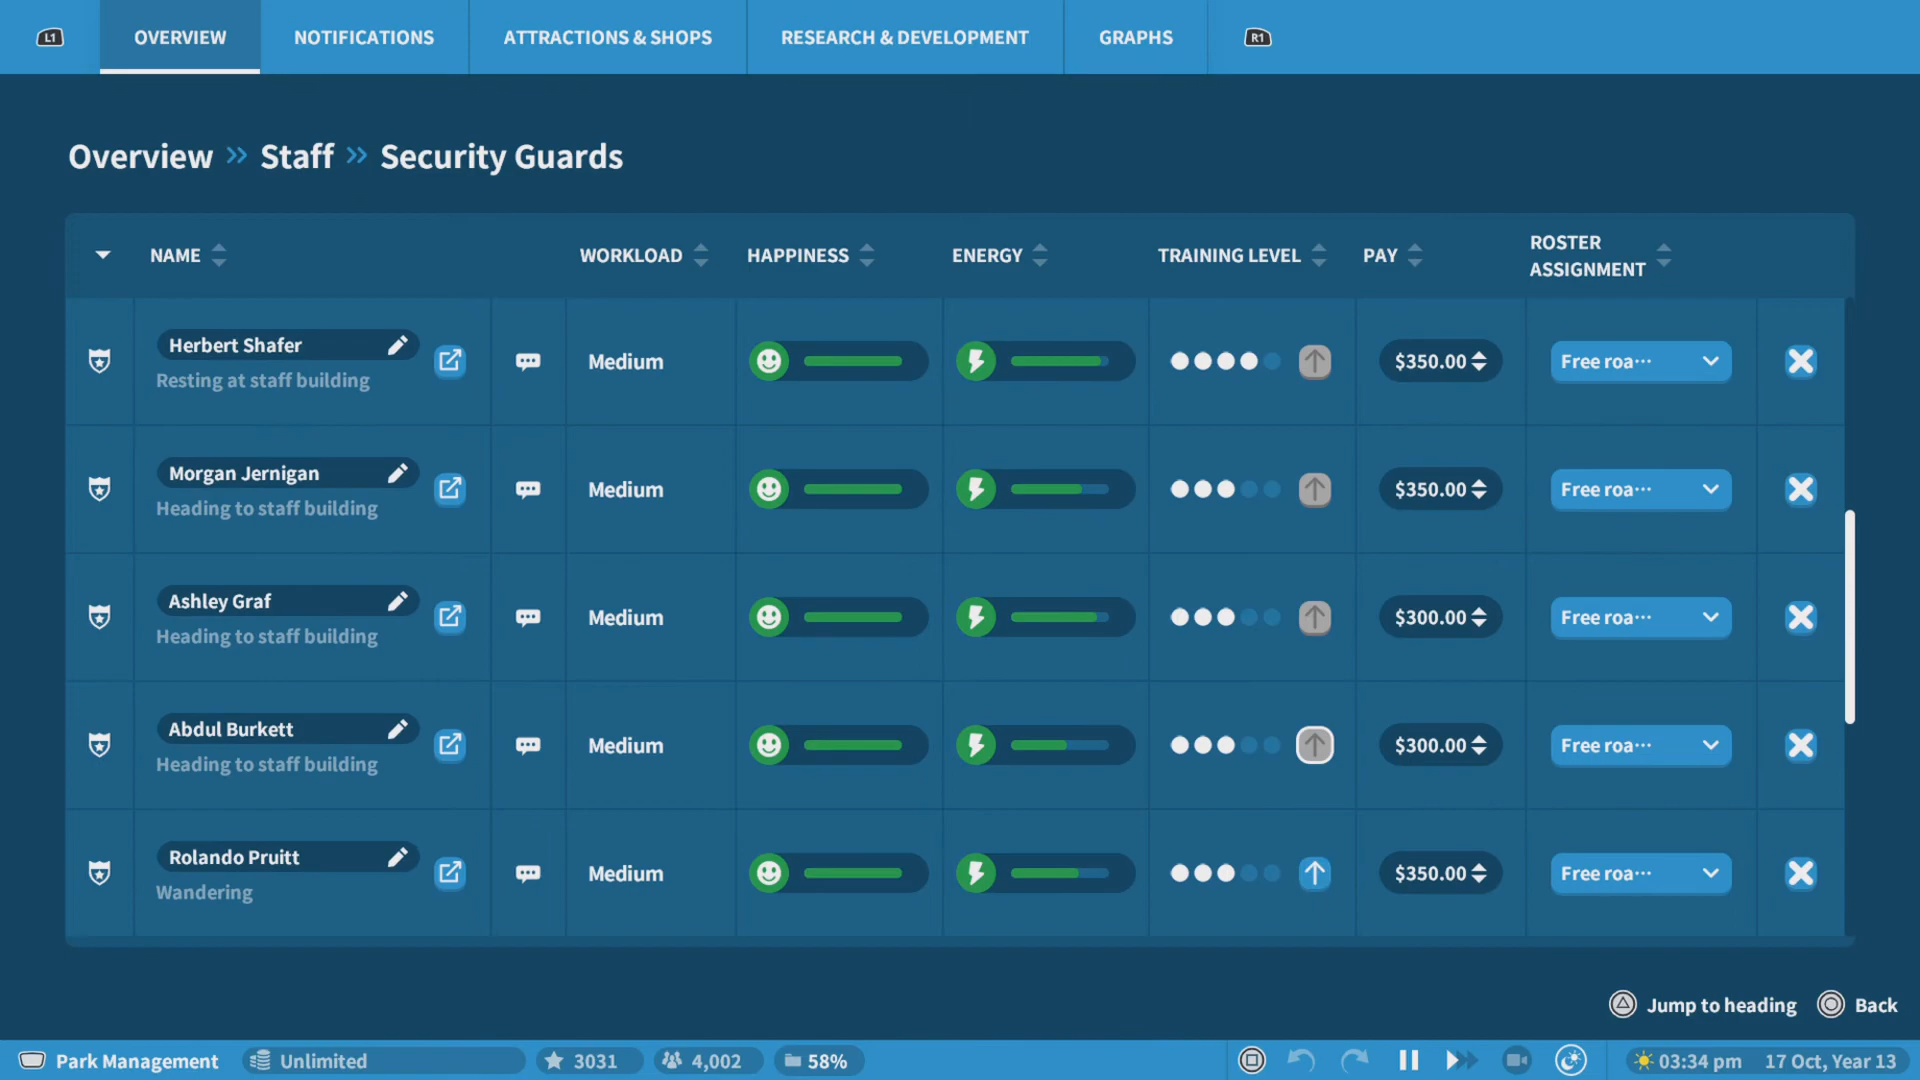 L1 OVERVIEW NOTIFICATIONS ATTRACTIONS & SHOPS RESEARCH & DEVELOPMENT GRAPHS R1
Overview » Staff » Security Guards
NAME WORKLOAD HAPPINESS ENERGY TRAINING LEVEL PAY ROSTER
ASSIGNMENT
Herbert Shafer
Resting at staff building
Medium $350.00 Free roa···
Morgan Jernigan
Heading to staff building
Medium $350.00 Free roa···
Ashley Graf
Heading to staff building
Medium $300.00 Free roa···
Abdul Burkett
Heading to staff building
Medium $300.00 Free roa···
Rolando Pruitt
Wandering
Medium $350.00 Free roa···
Jump to heading Back
Park Management Unlimited 3031 4,002 58% 03:34 pm 17 Oct, Year 13